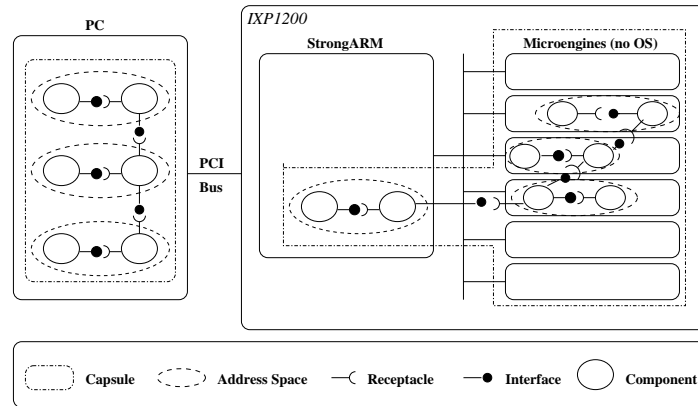 IXP1200
PC
StrongARM
Microengines (no OS)
PCI
Bus
Capsule
Address Space
Receptacle
Interface
Component